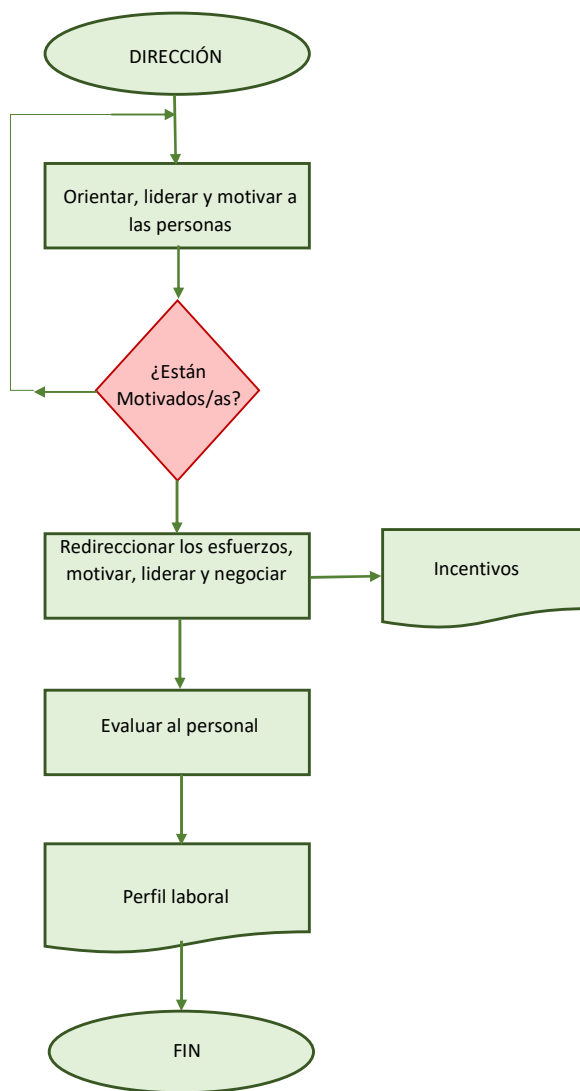 DIRECCIÓN
Orientar, liderar y motivar a
las personas
¿Están
Motivados/as?
Redireccionar los esfuerzos,
motivar, liderar y negociar
Incentivos
Evaluar al personal
Perfil laboral
FIN